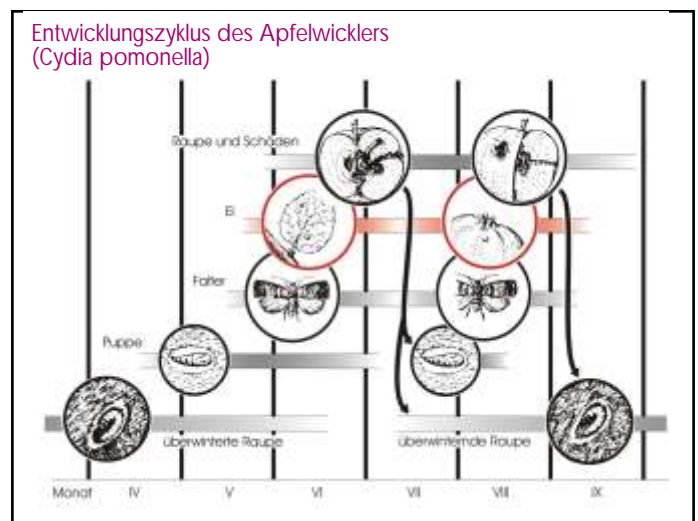 Entwicklungszyklus des Apfelwicklers
(Cydia pomonella)
Raupe und Schäden
Ei
Falter
Puppe
überwinterte Raupe
überwinternde Raupe
Monat IV V VI VII VIII IX